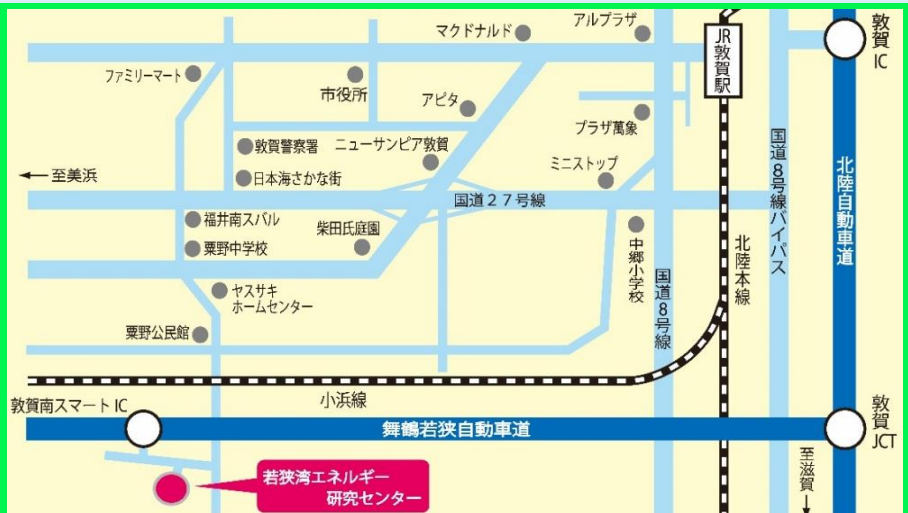 マクドナルド
アルプラザ
敦賀
IC
JR
敦賀駅
ファミリーマート
市役所
アピタ
プラザ萬象
敦賀警察署
ニューサンピア敦賀
ミニストップ
国道8号線バイパス
北陸自動車道
←至美浜
日本海さかな街
国道27号線
福井南スバル
柴田氏庭園
粟野中学校
中郷小学校
国道8号線
北陸本線
ヤスサキ
ホームセンター
粟野公民館
小浜線
敦賀南スマートIC
舞鶴若狭自動車道
敦賀
JCT
至滋賀→
若狭湾エネルギー
研究センター